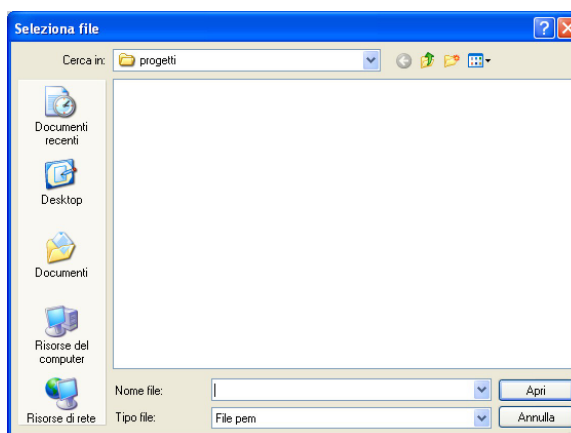 Seleziona file
Cerca in:
progetti
Documenti
recenti
Desktop
Documenti
Risorse del
computer
Risorse di rete
Nome file:
Apri
Tipo file:
File pem
Annulla